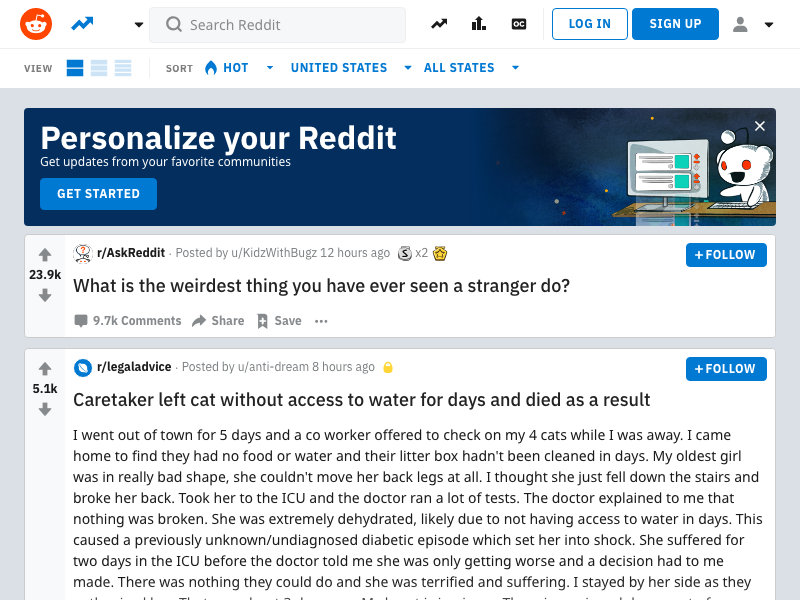 Search Reddit
OC
LOG IN
SIGN UP
VIEW
SORT
HOT
UNITED STATES
ALL STATES
Personalize your Reddit
Get updates from your favorite communities
GET STARTED
r/AskReddit · Posted by u/KidzWithBugz 12 hours ago S x2
+ FOLLOW
23.9k
What is the weirdest thing you have ever seen a stranger do?
9.7k Comments Share Save ···
r/legaladvice · Posted by u/anti-dream 8 hours ago
+ FOLLOW
5.1k
Caretaker left cat without access to water for days and died as a result
I went out of town for 5 days and a co worker offered to check on my 4 cats while I was away. I came
home to find they had no food or water and their litter box hadn't been cleaned in days. My oldest girl
was in really bad shape, she couldn't move her back legs at all. I thought she just fell down the stairs and
broke her back. Took her to the ICU and the doctor ran a lot of tests. The doctor explained to me that
nothing was broken. She was extremely dehydrated, likely due to not having access to water in days. This
caused a previously unknown/undiagnosed diabetic episode which set her into shock. She suffered for
two days in the ICU before the doctor told me she was only getting worse and a decision had to me
made. There was nothing they could do and she was terrified and suffering. I stayed by her side as they